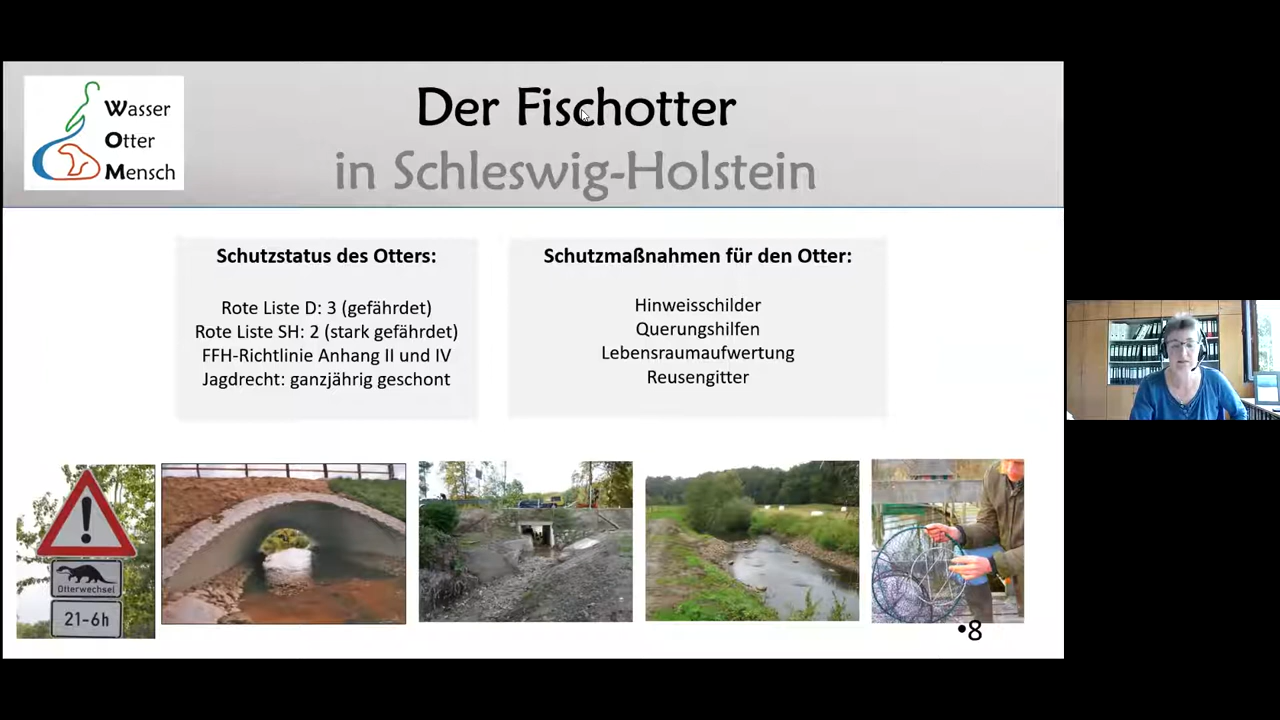 Wasser
Otter
Mensch
Der Fischotter
in Schleswig-Holstein
Schutzstatus des Otters:
Rote Liste D: 3 (gefährdet)
Rote Liste SH: 2 (stark gefährdet)
FFH-Richtlinie Anhang II und IV
Jagdrecht: ganzjährig geschont
Schutzmaßnahmen für den Otter:
Hinweisschilder
Querungshilfen
Lebensraumaufwertung
Reusengitter
Otterwechsel
21-6h
•8